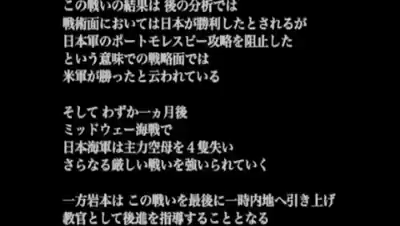 この戦いの結果は 後の分析では
戦術面においては日本が勝利したとされるが
日本軍のポートモレスビー攻略を阻止した
という意味での戦略面では
米軍が勝ったと云われている
そして わずか一ヵ月後
ミッドウェー海戦で
日本海軍は主力空母を４隻失い
さらなる厳しい戦いを強いられていく
一方岩本は この戦いを最後に一時内地へ引き上げ
教官として後進を指導することとなる